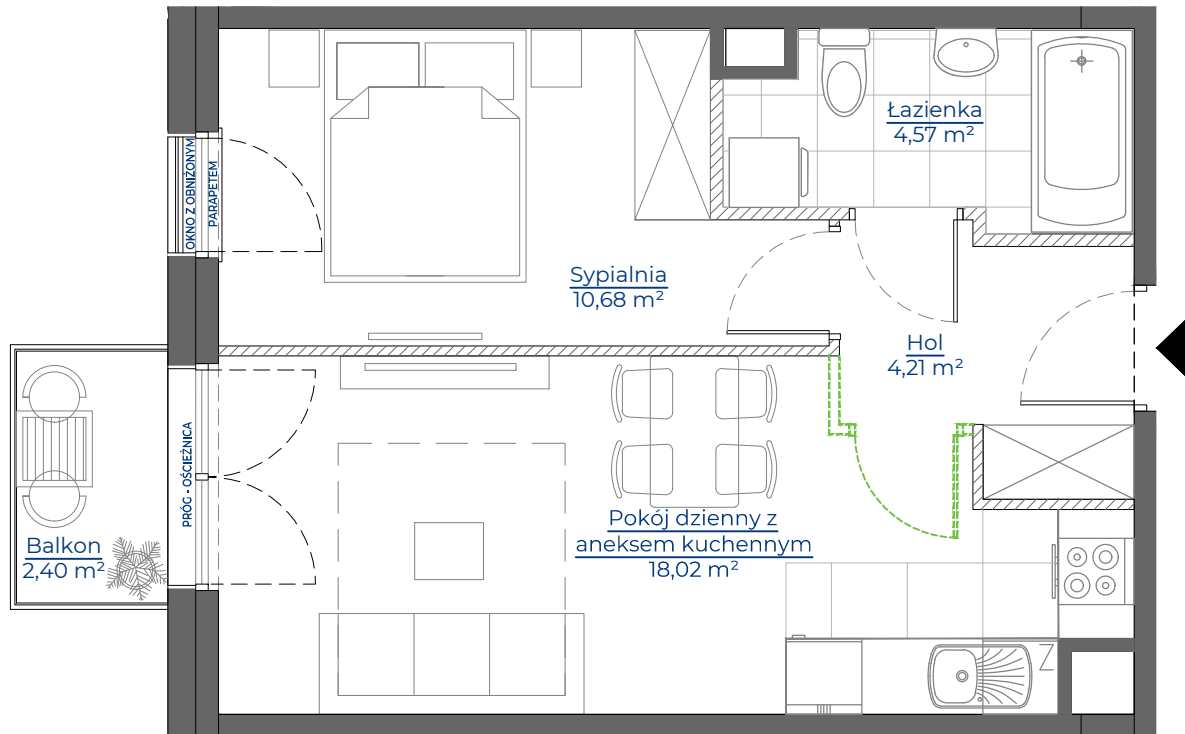 Łazienka
4,57 m²
OKNO Z OBNIŻONYM
PARAPETEM
Sypialnia
10,68 m²
Hol
4,21 m²
PRÓG - OŚCIEŻNICA
Pokój dzienny z
aneksem kuchennym
18,02 m²
Balkon
2,40 m²
Z